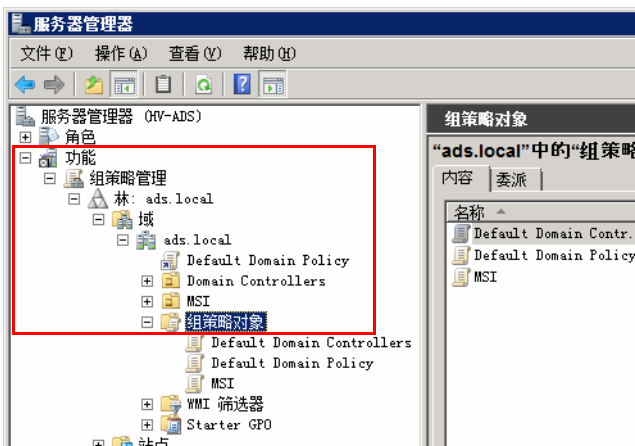 服务器管理器
文件(F) 操作(A) 查看(V) 帮助(H)
服务器管理器 (HV-ADS)
角色
功能
组策略管理
林: ads.local
域
ads.local
Default Domain Policy
Domain Controllers
MSI
组策略对象
Default Domain Controllers
Default Domain Policy
MSI
WMI 筛选器
Starter GPO
站点
组策略对象
“ads.local”中的“组策略
内容 委派
名称
Default Domain Contr.
Default Domain Policy
MSI